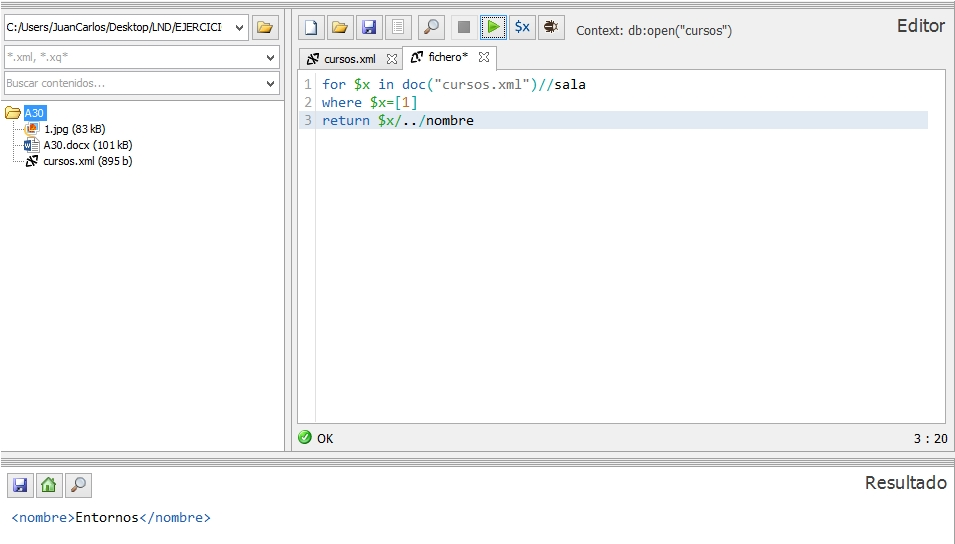 C:/Users/JuanCarlos/Desktop/LND/EJERCICI
*.xml, *.xq*
Buscar contenidos...
A30
1.jpg (83 kB)
A30.docx (101 kB)
cursos.xml (895 b)
$x
Context: db:open("cursos")
Editor
cursos.xml
fichero*
1 for $x in doc("cursos.xml")//sala
2 where $x=[1]
3 return $x/../nombre
OK
3 : 20
Resultado
<nombre>Entornos</nombre>